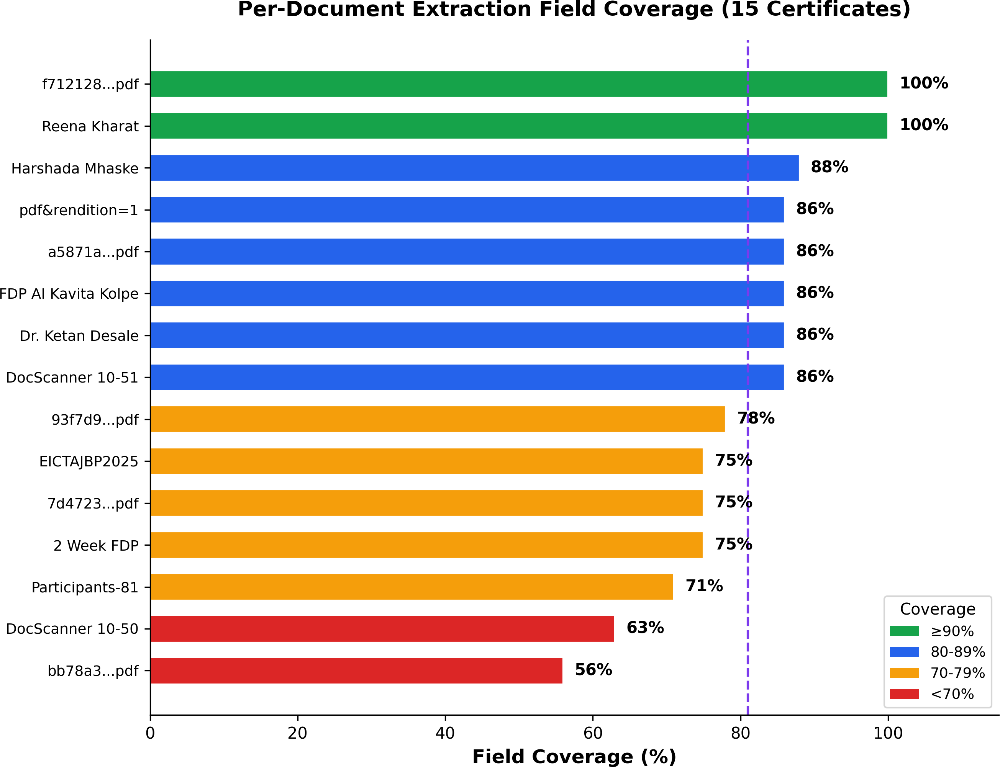 Per-Document Extraction Field Coverage (15 Certificates)
f712128...pdf 100%
Reena Kharat 100%
Harshada Mhaske 88%
pdf&rendition=1 86%
a5871a...pdf 86%
FDP AI Kavita Kolpe 86%
Dr. Ketan Desale 86%
DocScanner 10-51 86%
93f7d9...pdf 78%
EICTAJBP2025 75%
7d4723...pdf 75%
2 Week FDP 75%
Participants-81 71%
DocScanner 10-50 63%
bb78a3...pdf 56%
Coverage
≥90%
80-89%
70-79%
<70%
0 20 40 60 80 100
Field Coverage (%)